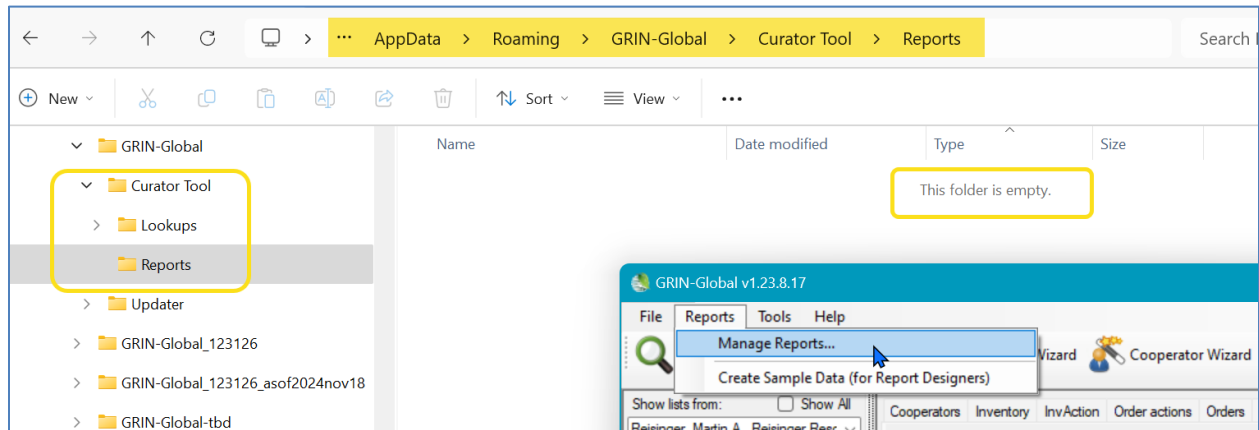 ··· AppData > Roaming > GRIN-Global > Curator Tool > Reports
Search
New
Sort
View
Name Date modified Type Size
GRIN-Global
Curator Tool
This folder is empty.
Lookups
Reports
Updater
GRIN-Global_123126
GRIN-Global_123126_asof2024nov18
GRIN-Global-tbd
GRIN-Global v1.23.8.17
File Reports Tools Help
Manage Reports...
Wizard Cooperator Wizard
Create Sample Data (for Report Designers)
Show lists from: Show All
Cooperators Inventory InvAction Order actions Orders
Reisinger, Martin A. Reisinger